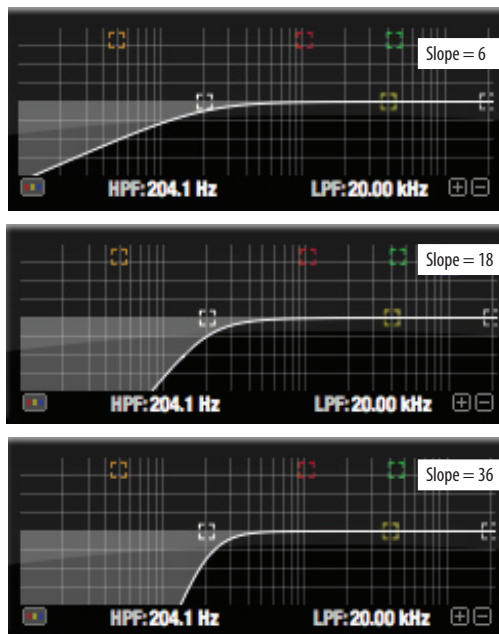 Slope = 6
HPF: 204.1 Hz LPF: 20.00 kHz
Slope = 18
HPF: 204.1 Hz LPF: 20.00 kHz
Slope = 36
HPF: 204.1 Hz LPF: 20.00 kHz